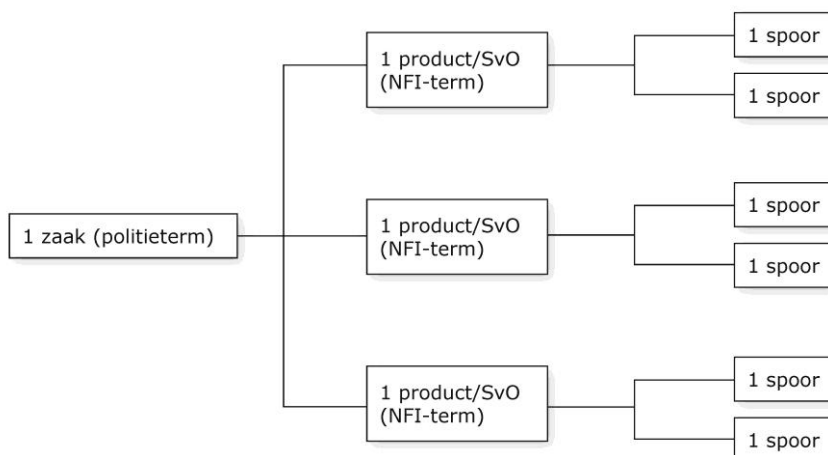 1 zaak (politieterm)
1 product/SvO
(NFI-term)
1 spoor
1 spoor
1 product/SvO
(NFI-term)
1 spoor
1 spoor
1 product/SvO
(NFI-term)
1 spoor
1 spoor